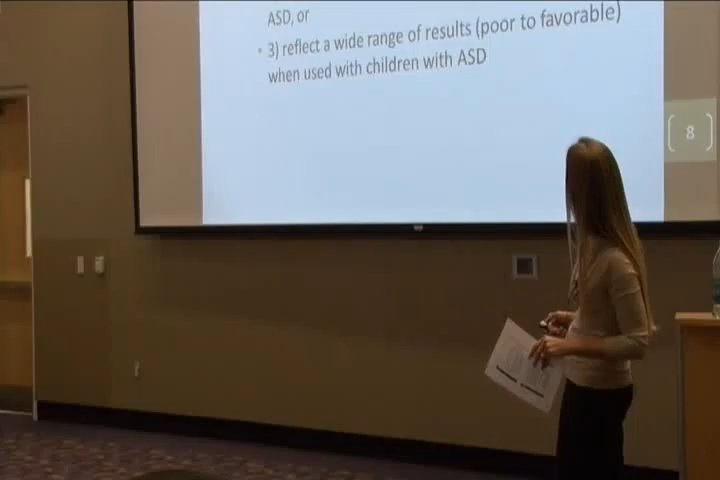 ASD, or
• 3) reflect a wide range of results (poor to favorable)
when used with children with ASD
[ 8 ]